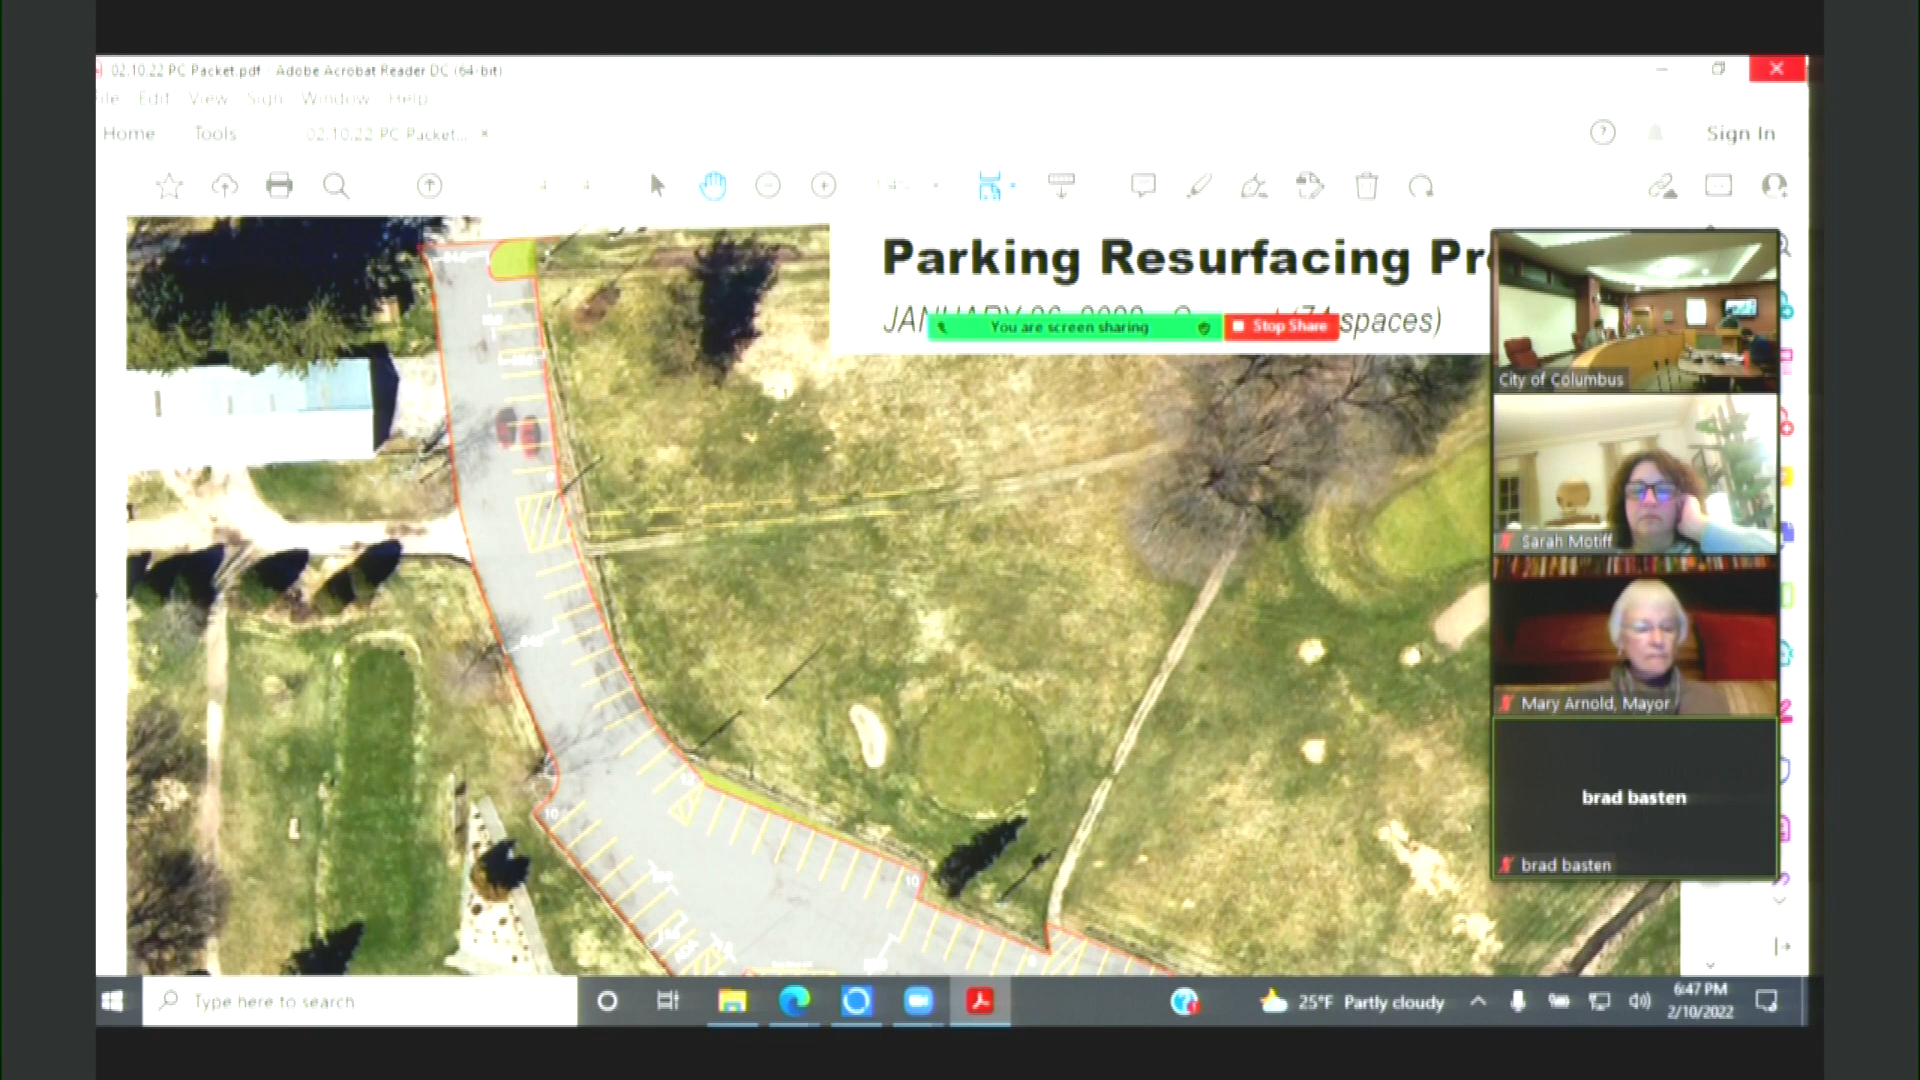 02.10.22 PC Packet.pdf - Adobe Acrobat Reader DC (64-bit)
File Edit View Sign Window Help
Home Tools 02.10.22 PC Packet... ×
Sign In
Parking Resurfacing Pr
spaces)
You are screen sharing
Stop Share
City of Columbus
Sarah Motiff
Mary Arnold, Mayor
brad basten
brad basten
10
10
Type here to search
25°F Partly cloudy
6:47 PM
2/10/2022